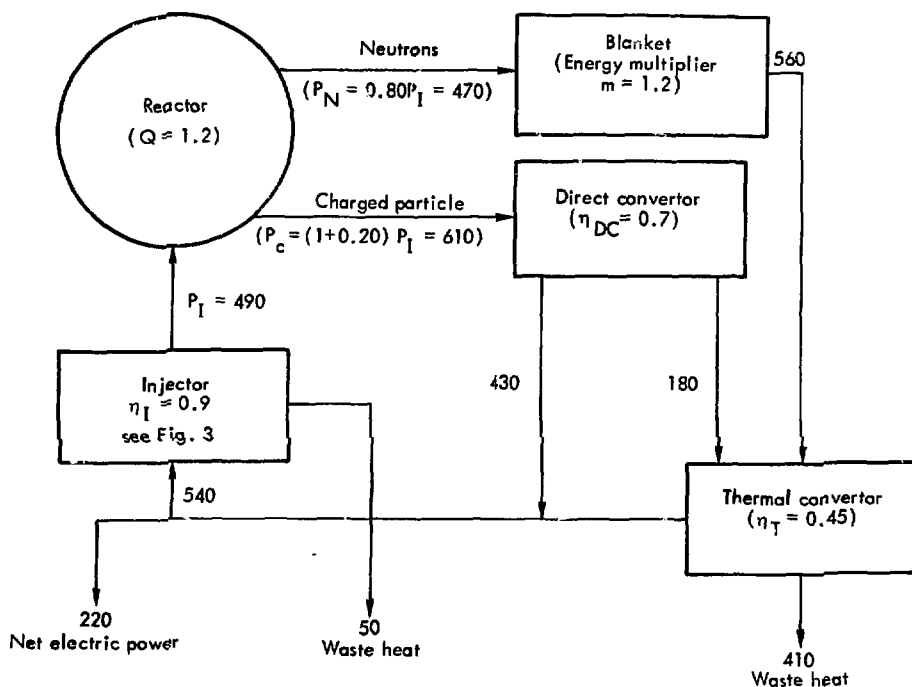 Reactor
(Q = 1.2)
Neutrons
(P_N = 0.80P_I = 470)
Blanket
(Energy multiplier
m = 1.2)
560
Charged particle
(P_c = (1+0.20) P_I = 610)
Direct convertor
(η_DC = 0.7)
P_I = 490
Injector
η_I = 0.9
see Fig. 3
430
180
540
Thermal convertor
(η_T = 0.45)
220
Net electric power
50
Waste heat
410
Waste heat